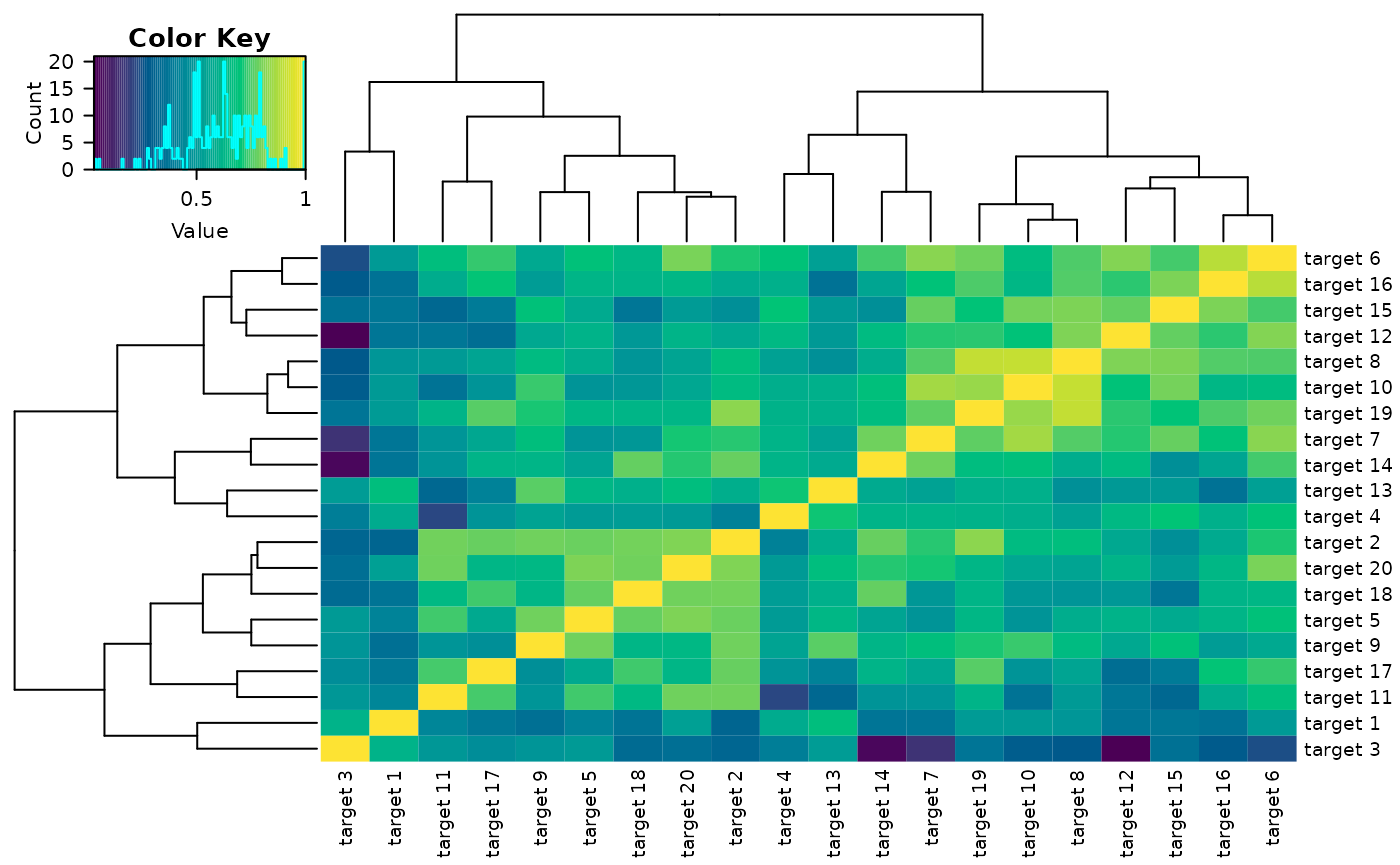 Color Key
20
15
10
5
0
Count
0.5
1
Value
target 6
target 16
target 15
target 12
target 8
target 10
target 19
target 7
target 14
target 13
target 4
target 2
target 20
target 18
target 5
target 9
target 17
target 11
target 1
target 3
target 3
target 1
target 11
target 17
target 9
target 5
target 18
target 20
target 2
target 4
target 13
target 14
target 7
target 19
target 10
target 8
target 12
target 15
target 16
target 6